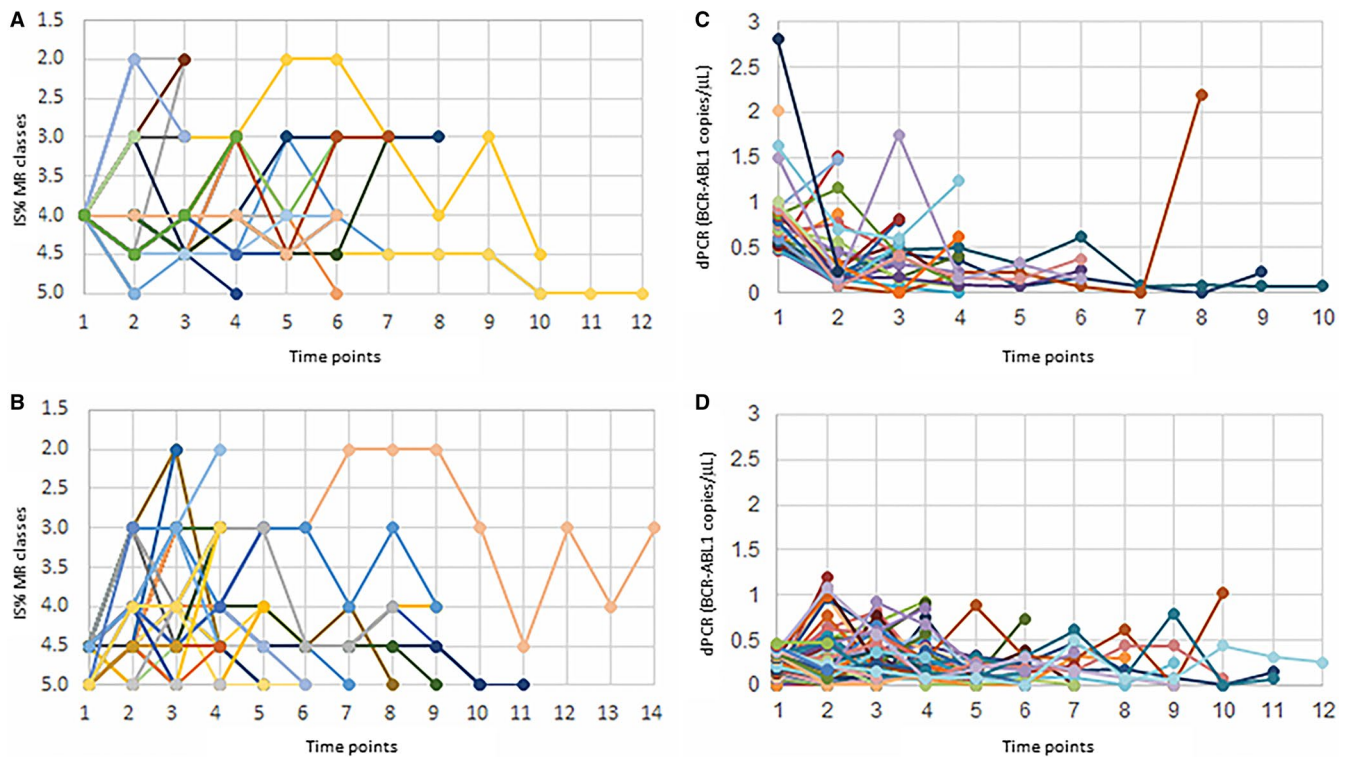 A
IS% MR classes
1.5
2.0
2.5
3.0
3.5
4.0
4.5
5.0
1 2 3 4 5 6 7 8 9 10 11 12
Time points
C
dPCR (BCR-ABL1 copies/μL)
3
2.5
2
1.5
1
0.5
0
1 2 3 4 5 6 7 8 9 10
Time points
B
IS% MR classes
1.5
2.0
2.5
3.0
3.5
4.0
4.5
5.0
1 2 3 4 5 6 7 8 9 10 11 12 13 14
Time points
D
dPCR (BCR-ABL1 copies/μL)
3
2.5
2
1.5
1
0.5
0
1 2 3 4 5 6 7 8 9 10 11 12
Time points